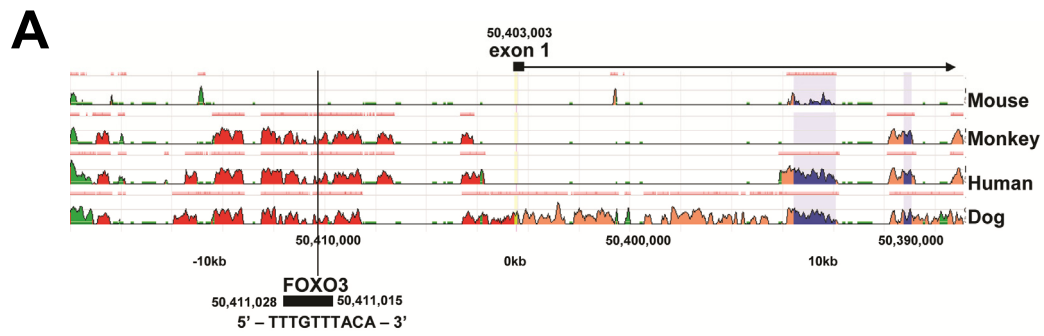 A
50,403,003
exon 1
Mouse
Monkey
Human
Dog
50,410,000 50,400,000 50,390,000
-10kb 0kb 10kb
FOXO3
50,411,028 50,411,015
5’ – TTTGTTTACA – 3’